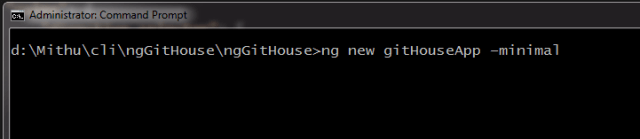 Administrator: Command Prompt
d:\Mithu\cli\ngGitHouse\ngGitHouse>ng new gitHouseApp –minimal